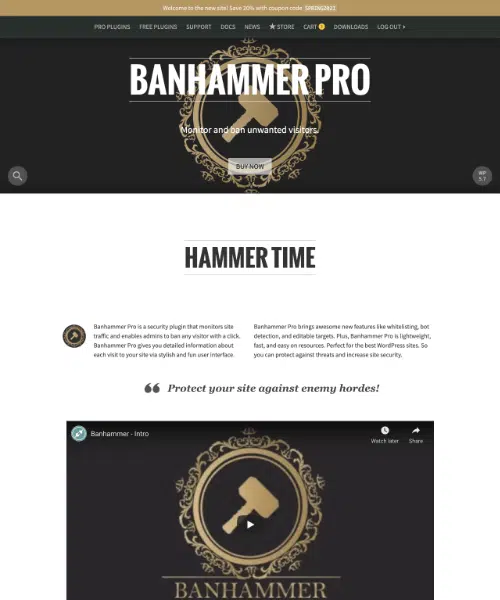 Welcome to the new site! Save 20% with coupon code SPRING2021
PRO PLUGINS FREE PLUGINS SUPPORT DOCS NEWS ★ STORE CART DOWNLOADS LOG OUT
BANHAMMER PRO
Monitor and ban unwanted visitors.
BUY NOW
WP
5.7
HAMMER TIME
Banhammer Pro is a security plugin that monitors site
traffic and enables admins to ban any visitor with a click.
Banhammer Pro gives you detailed information about
each visit to your site via stylish and fun user interface.
Banhammer Pro brings awesome new features like whitelisting, bot
detection, and editable targets. Plus, Banhammer Pro is lightweight,
fast, and easy on resources. Perfect for the best WordPress sites. So
you can protect against threats and increase site security.
Protect your site against enemy hordes!
Banhammer - Intro
Watch later
Share
BANHAMMER